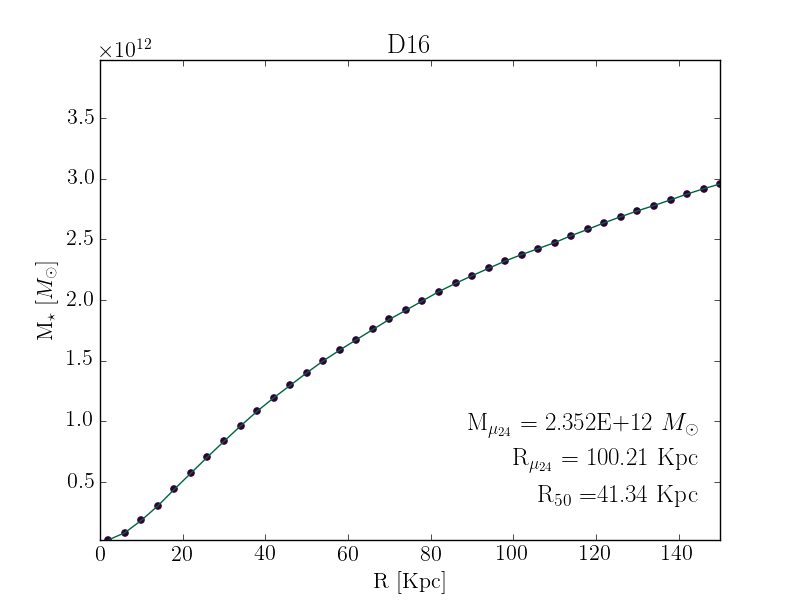 D16
×10¹²
3.5
3.0
2.5
2.0
1.5
1.0
0.5
M⋆ [M⊙]
M_μ₂₄ = 2.352E+12 M⊙
R_μ₂₄ = 100.21 Kpc
R₅₀ =41.34 Kpc
0 20 40 60 80 100 120 140
R [Kpc]